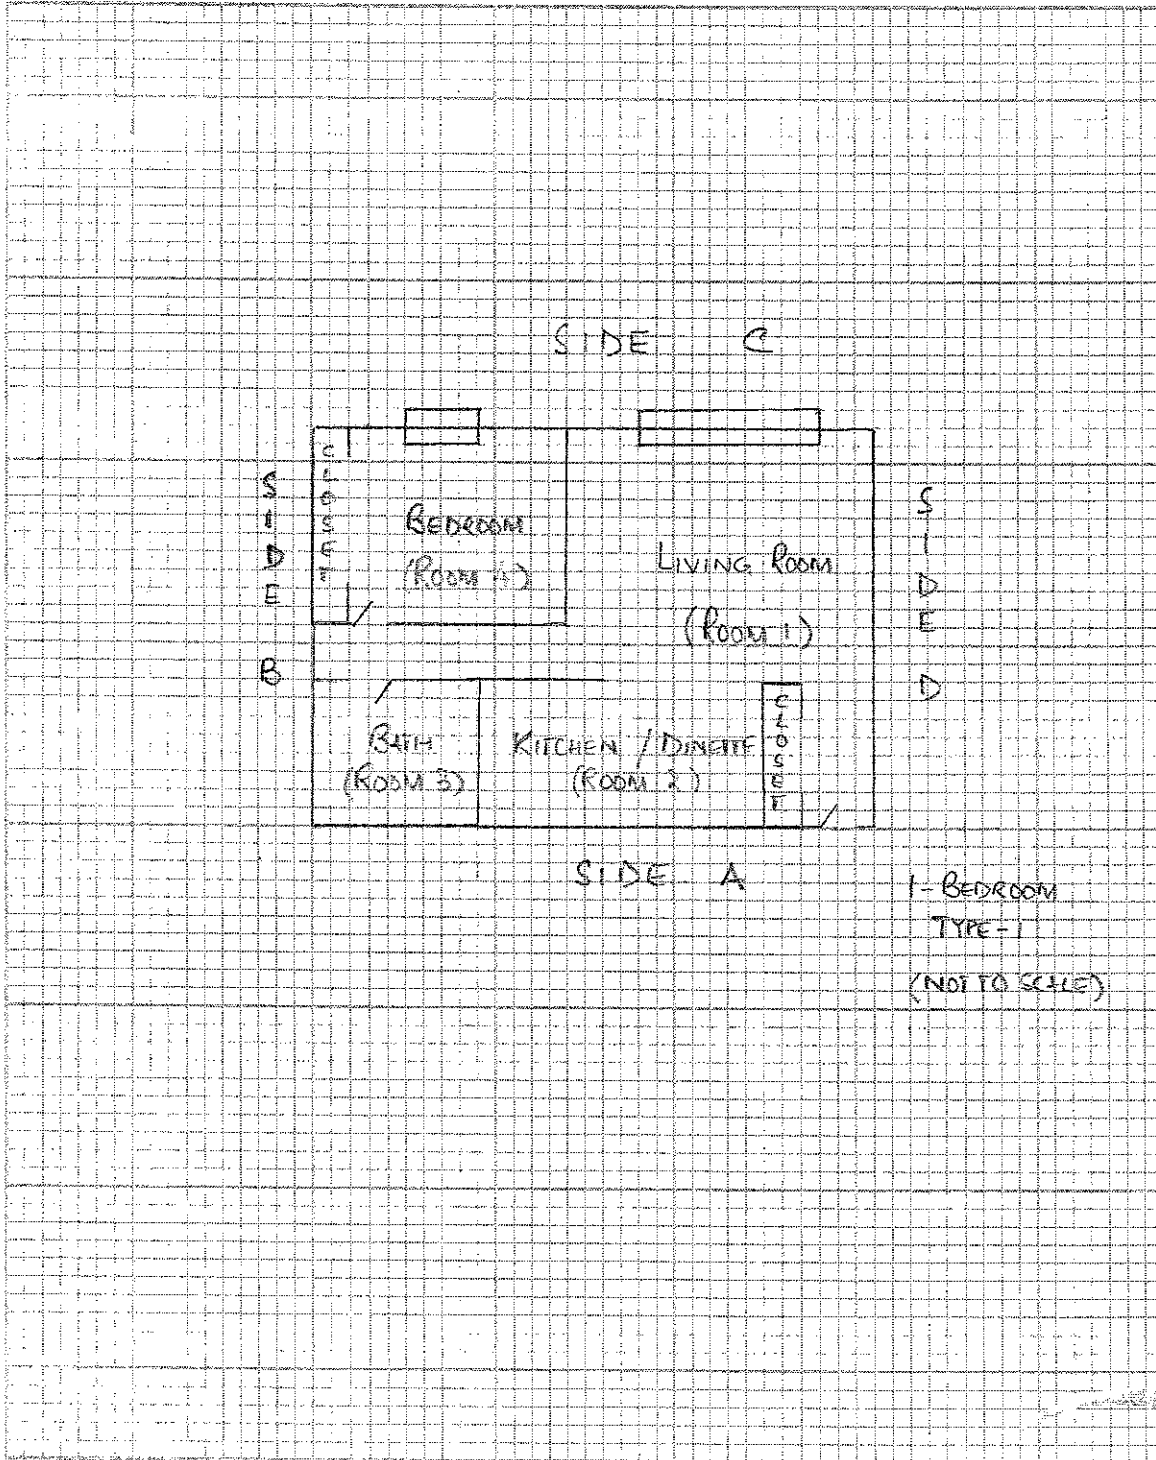 SIDE C
SIDE B
CLOSET
BEDROOM
(ROOM 4)
LIVING ROOM
(ROOM 1)
SIDE D
BATH
(ROOM 3)
KITCHEN / DINETTE
(ROOM 2)
CLOSET
SIDE A
1-BEDROOM
TYPE-1
(NOT TO SCALE)